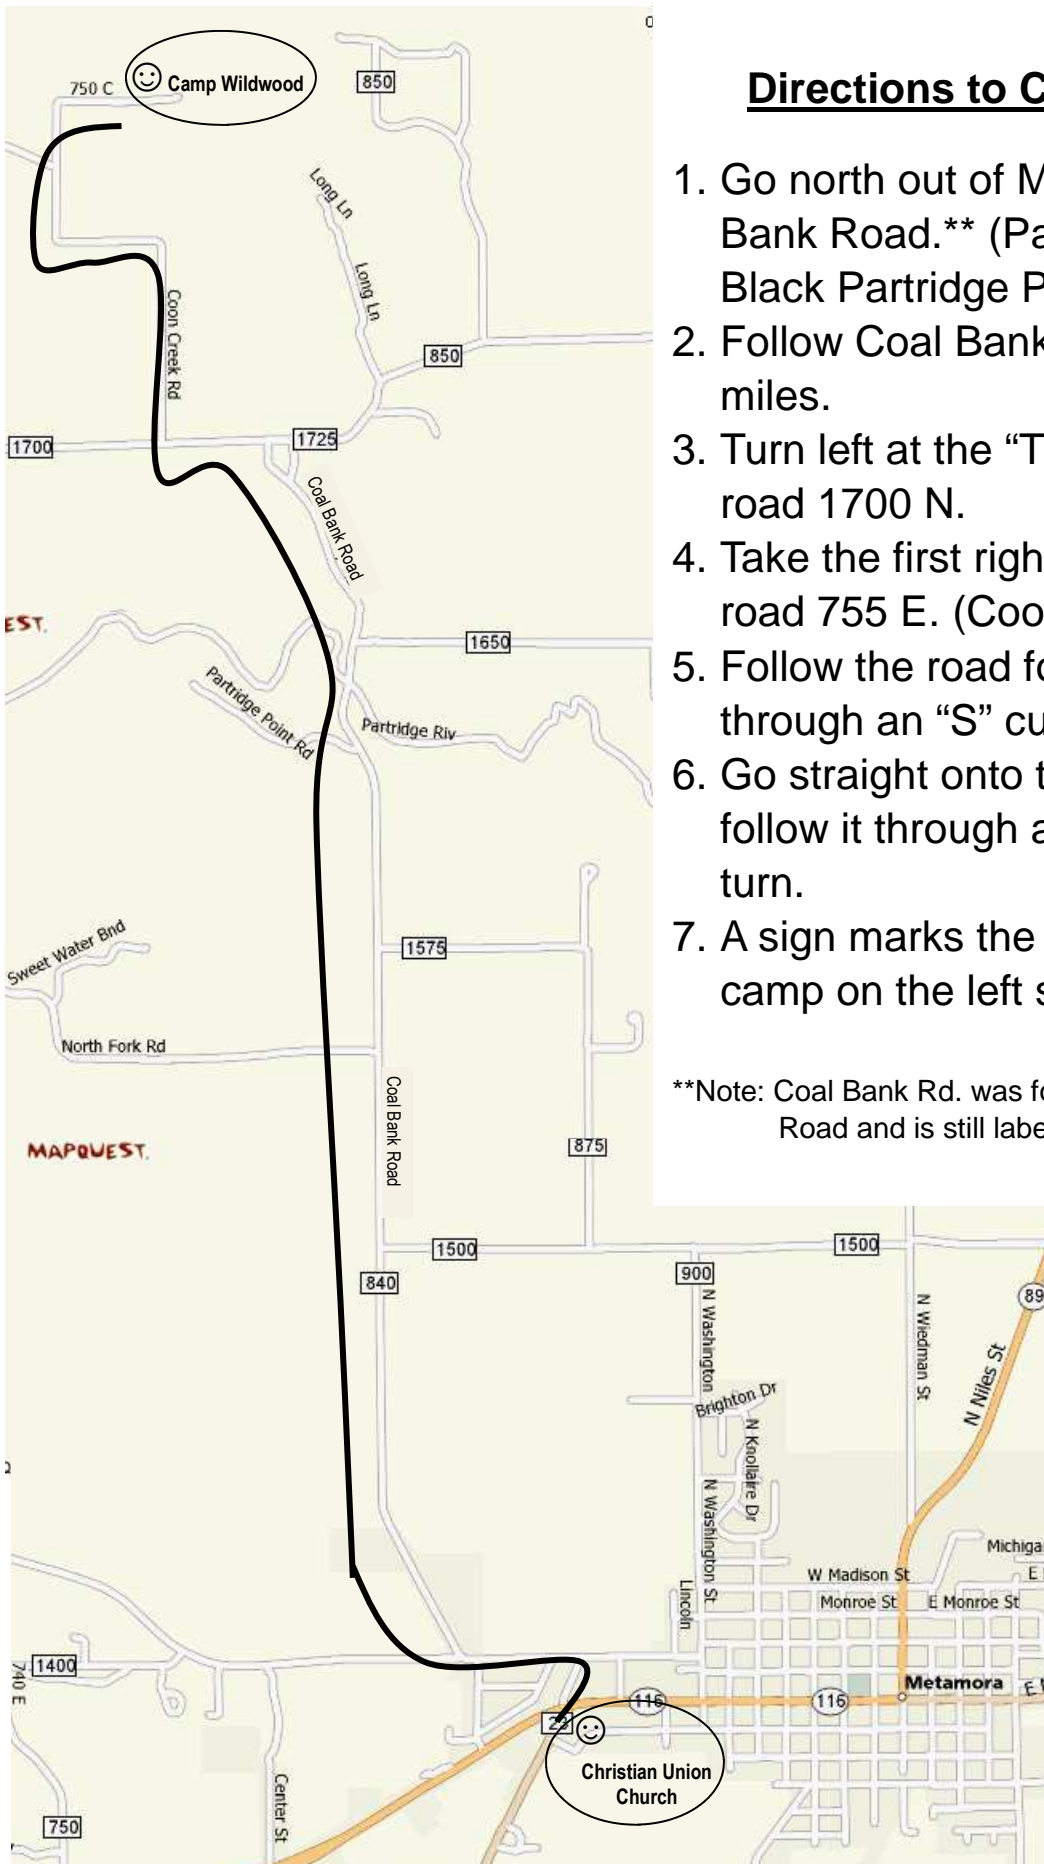 Directions to C
1. Go north out of M
Bank Road.** (Pa
Black Partridge P
2. Follow Coal Bank
miles.
3. Turn left at the “T
road 1700 N.
4. Take the first righ
road 755 E. (Coo
5. Follow the road fo
through an “S” cu
6. Go straight onto t
follow it through a
turn.
7. A sign marks the
camp on the left s
**Note: Coal Bank Rd. was fo
Road and is still labe
750 C
Camp Wildwood
850
Long Ln
Long Ln
Coon Creek Rd
850
1700
1725
Coal Bank Road
EST.
1650
Partridge Point Rd
Partridge Riv
Sweet Water Bnd
1575
North Fork Rd
Coal Bank Road
MAPQUEST.
875
1500
1500
840
900
N Washington
N Wiedman St
89
N Niles St
Brighton Dr
N Knollaire Dr
N Washington St
Michiga
W Madison St
E
Lincoln
Monroe St
E Monroe St
1400
740 E
Metamora
E
116
116
23
Christian Union
Church
Center St
750